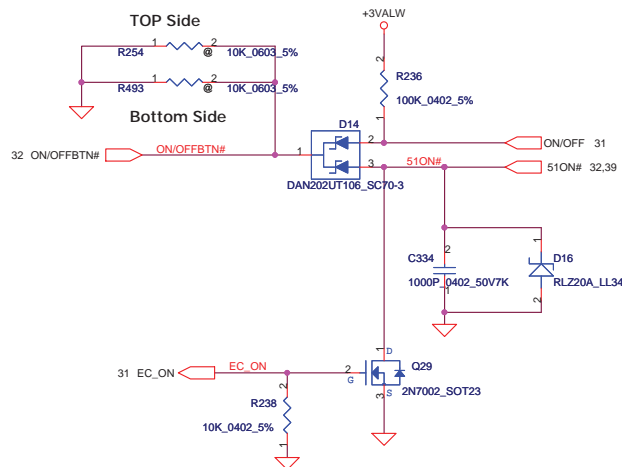 TOP Side
+3VALW
1
2
R254
@
10K_0603_5%
1
2
R493
@
10K_0603_5%
2
R236
100K_0402_5%
1
Bottom Side
D14
32 ON/OFFBTN#
ON/OFFBTN#
1
2
ON/OFF 31
3
51ON#
51ON# 32,39
DAN202UT106_SC70-3
2
C334
1000P_0402_50V7K
1
1
D16
RLZ20A_LL34
2
1
D
31 EC_ON
EC_ON
2
G
Q29
S
2N7002_SOT23
3
2
R238
10K_0402_5%
1